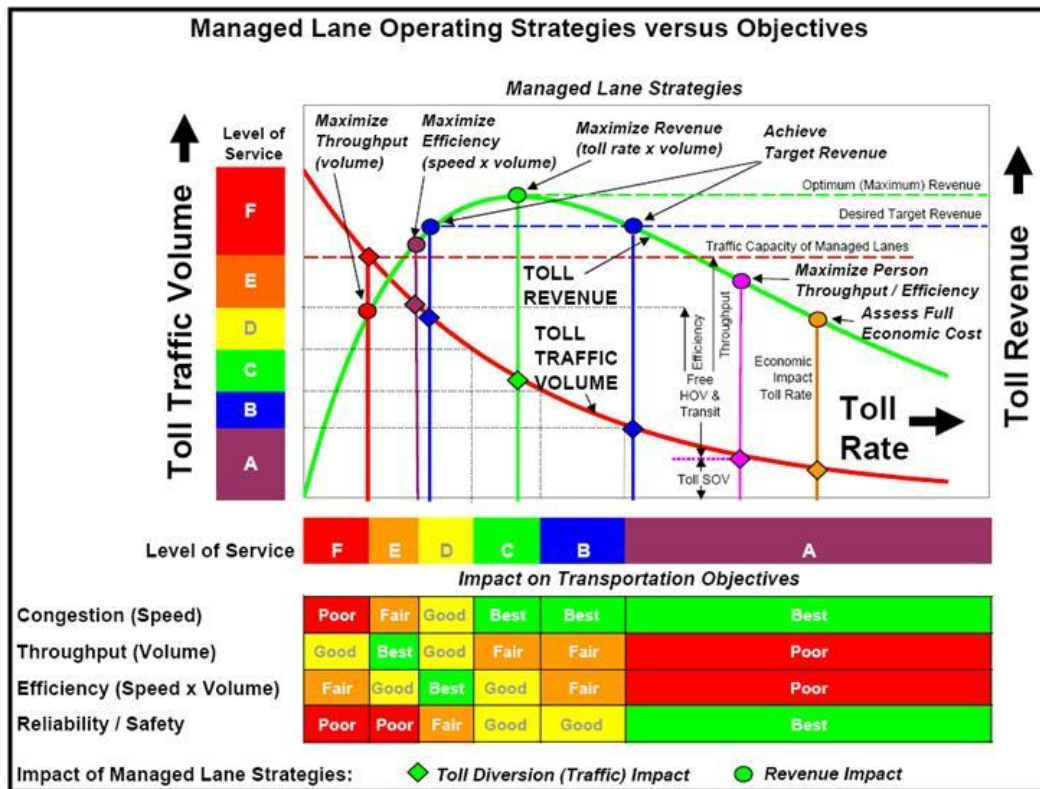 Managed Lane Operating Strategies versus Objectives
Managed Lane Strategies
Level of
Service
Maximize
Throughput
(volume)
Maximize
Efficiency
(speed x volume)
Maximize Revenue
(toll rate x volume)
Achieve
Target Revenue
Toll Traffic Volume
Toll Revenue
F
E
D
C
B
A
Optimum (Maximum) Revenue
Desired Target Revenue
Traffic Capacity of Managed Lanes
TOLL
REVENUE
Maximize Person
Throughput / Efficiency
Assess Full
Economic Cost
TOLL
TRAFFIC
VOLUME
Efficiency
Throughput
Free
HOV &
Transit
Toll SOV
Economic
Impact
Toll Rate
Toll
Rate
Level of Service F E D C B A
Impact on Transportation Objectives
Congestion (Speed) Poor Fair Good Best Best Best
Throughput (Volume) Good Best Good Fair Fair Poor
Efficiency (Speed x Volume) Fair Good Best Good Fair Poor
Reliability / Safety Poor Poor Fair Good Good Best
Impact of Managed Lane Strategies: Toll Diversion (Traffic) Impact Revenue Impact